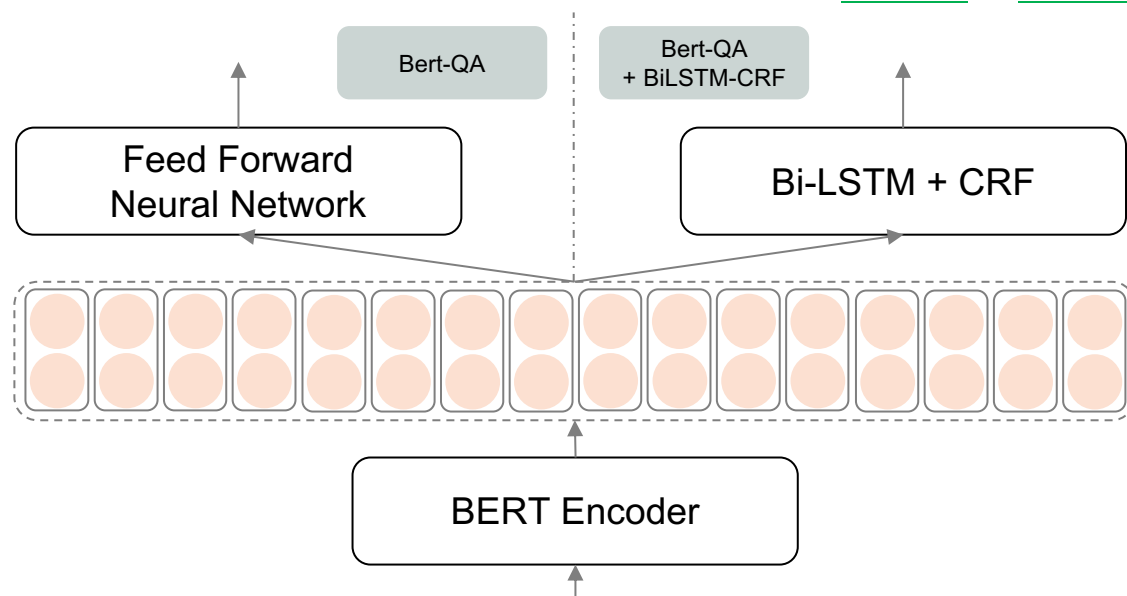 Bert-QA
Bert-QA
+ BiLSTM-CRF
Feed Forward
Neural Network
Bi-LSTM + CRF
BERT Encoder